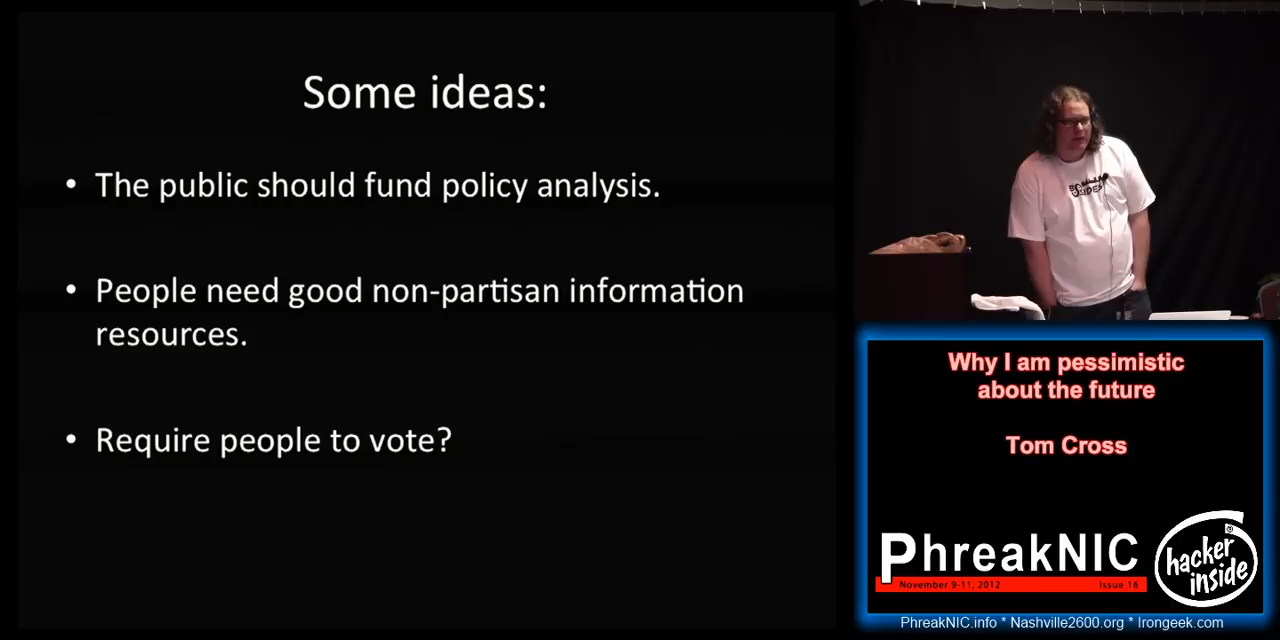 Some ideas:
• The public should fund policy analysis.
• People need good non-partisan information
resources.
• Require people to vote?
Why I am pessimistic
about the future
Tom Cross
PhreakNIC
November 9-11, 2012 Issue 16
hacker
inside
PhreakNIC.info * Nashville2600.org * Irongeek.com